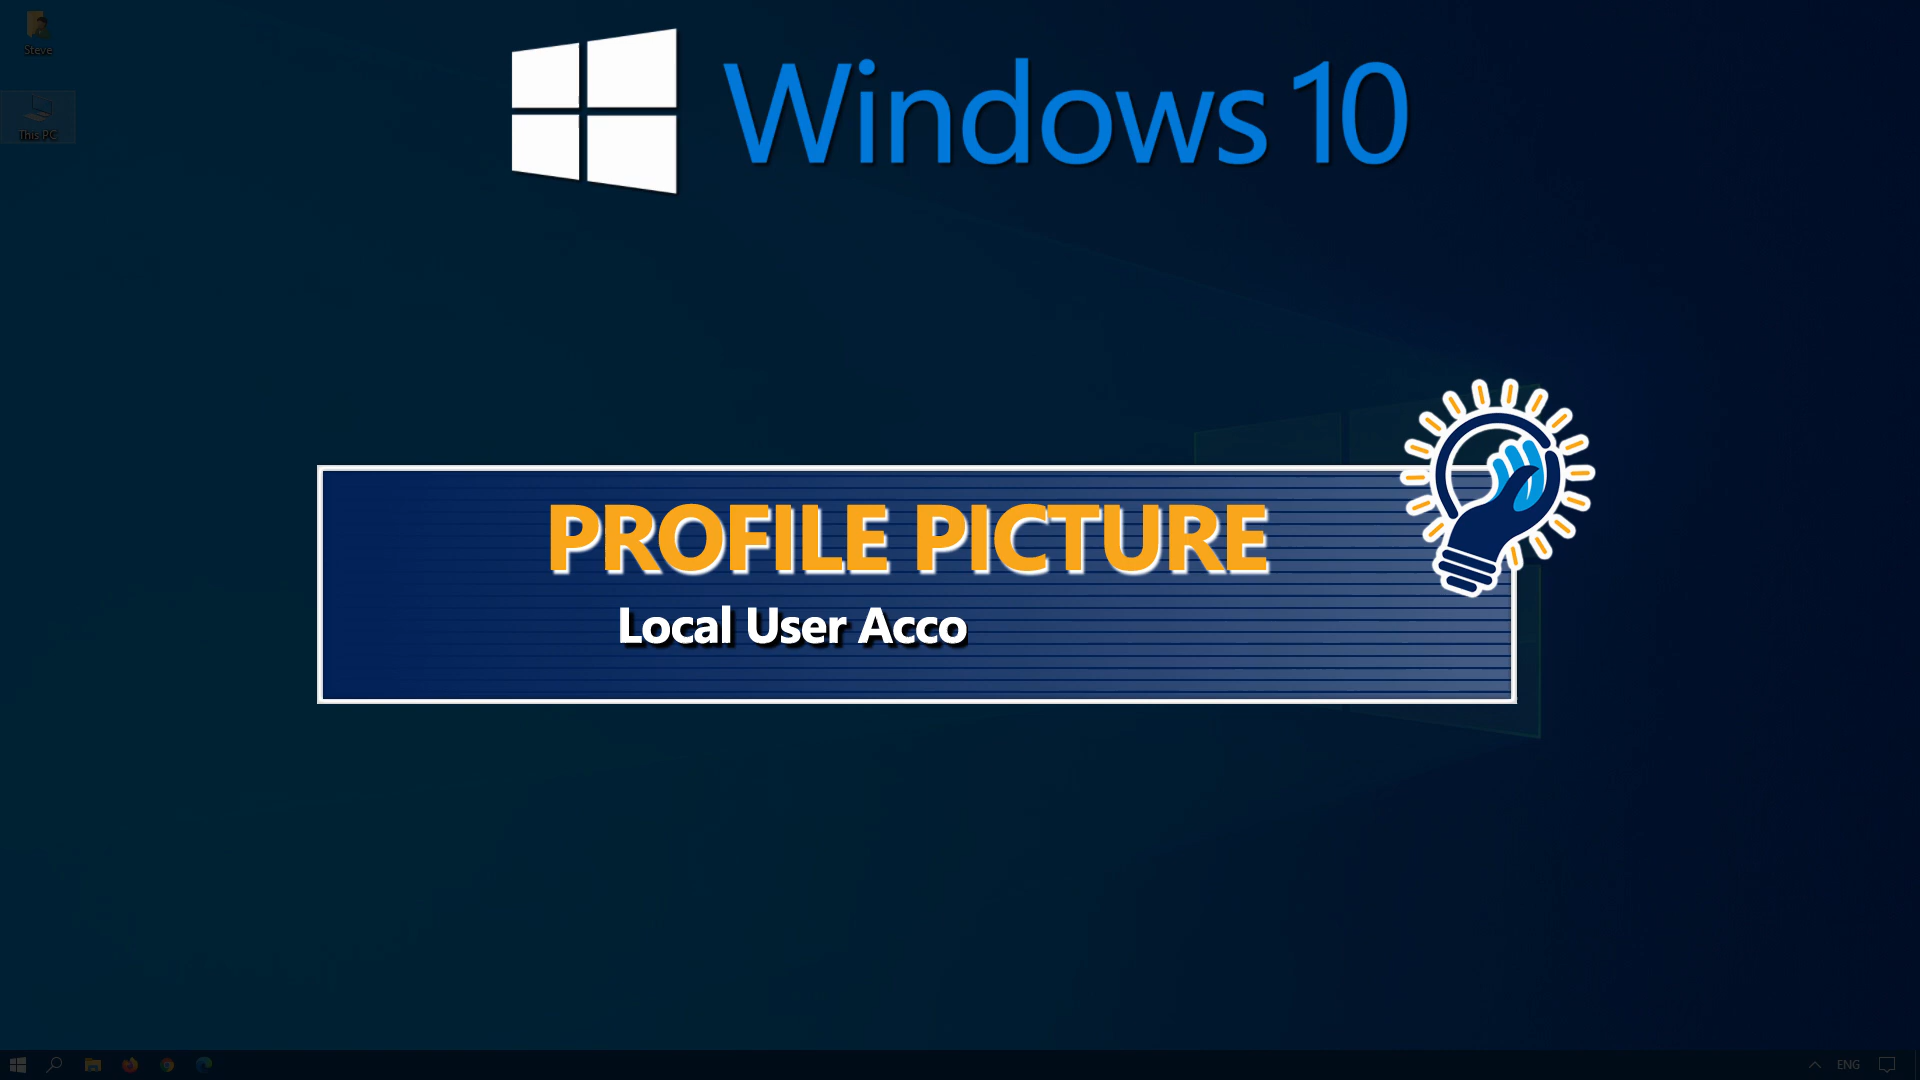 Steve
This PC
Windows 10
PROFILE PICTURE
Local User Acco
ENG